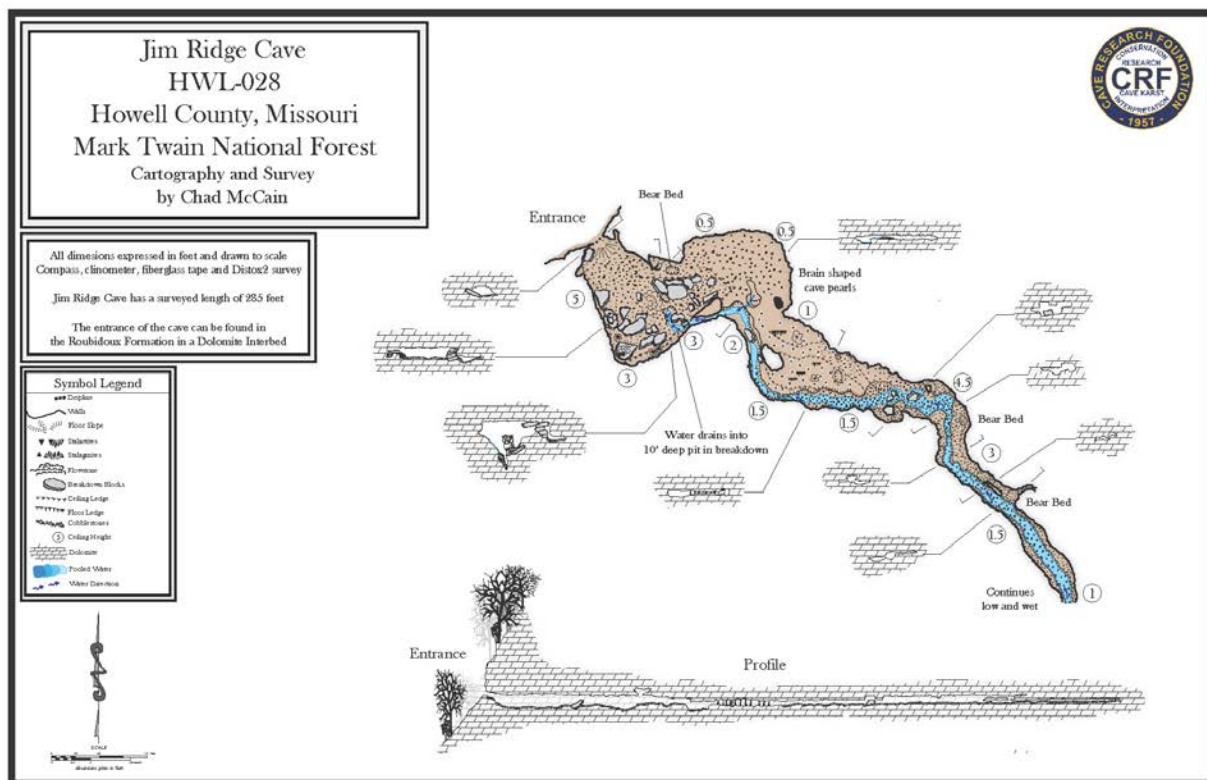 Jim Ridge Cave
HWL-028
Howell County, Missouri
Mark Twain National Forest
Cartography and Survey
by Chad McCain
All dimesions expressed in feet and drawn to scale
Compass, clinometer, fiberglass tape and Distox2 survey
Jim Ridge Cave has a surveyed length of 285 feet
The entrance of the cave can be found in
the Roubidoux Formation in a Dolomite Interbed
Symbol Legend
Dripline
Walls
Floor Slope
Stalactites
Stalagmites
Flowstone
Breakdown Blocks
Ceiling Ledge
Floor Ledge
Cobblestones
5
Ceiling Height
Dolomite
Pooled Water
Water Direction
SCALE
CAVE RESEARCH FOUNDATION
CONSERVATION
RESEARCH
CRF
CAVE KARST
INTERPRETATION
- 1957 -
Bear Bed
Entrance
0.5
0.5
Brain shaped
cave pearls
5
1
3
2
3
1.5
1.5
4.5
Bear Bed
Water drains into
10' deep pit in breakdown
3
Bear Bed
1.5
Continues
low and wet
1
Entrance
Profile